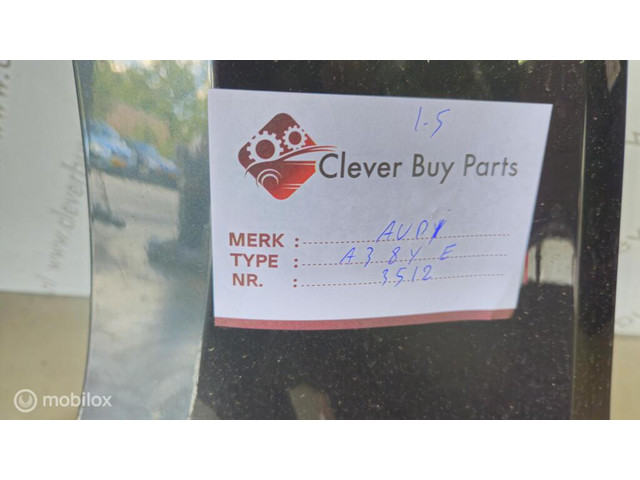 1-5
Clever Buy Parts
MERK : AUDI
TYPE : A3 8Y E
NR. : 3512
mobilox